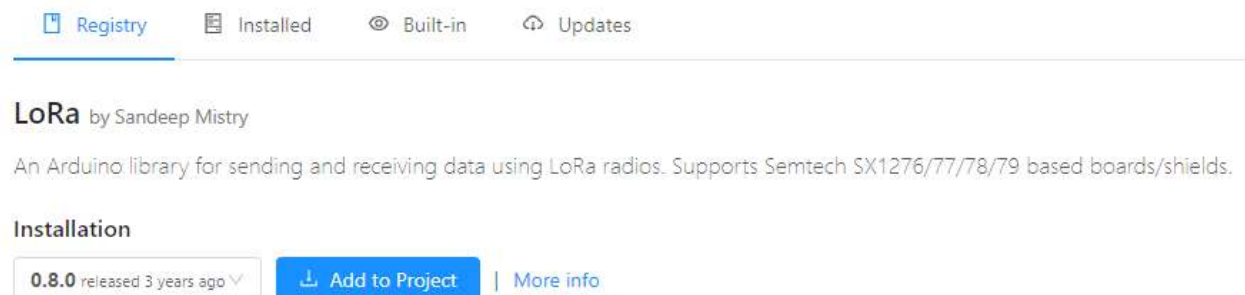 Registry Installed Built-in Updates
LoRa by Sandeep Mistry
An Arduino library for sending and receiving data using LoRa radios. Supports Semtech SX1276/77/78/79 based boards/shields.
Installation
0.8.0 released 3 years ago Add to Project | More info